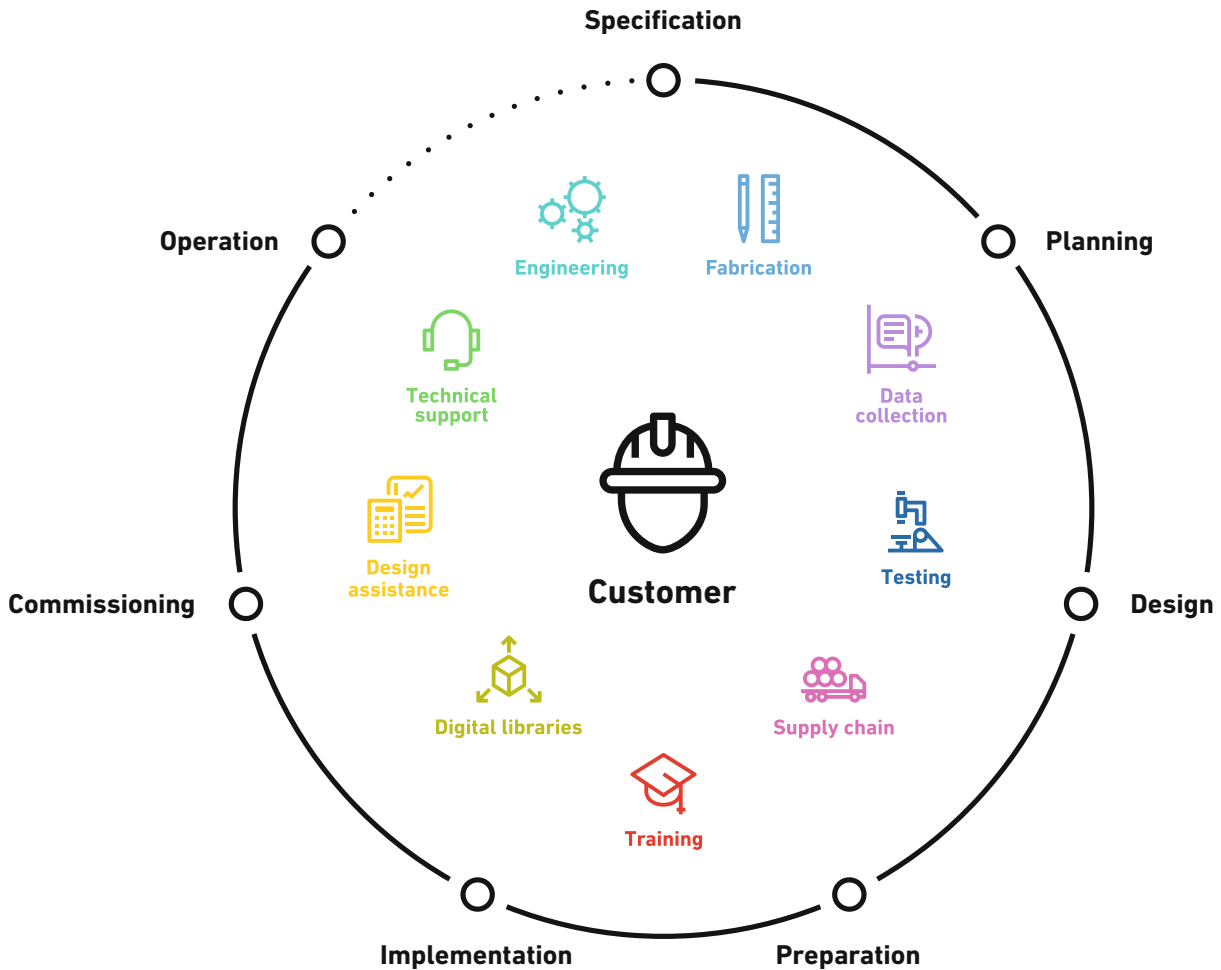 Specification
Operation
Planning
Engineering
Fabrication
Technical
support
Data
collection
Design
assistance
Customer
Testing
Commissioning
Design
Digital libraries
Supply chain
Training
Implementation
Preparation